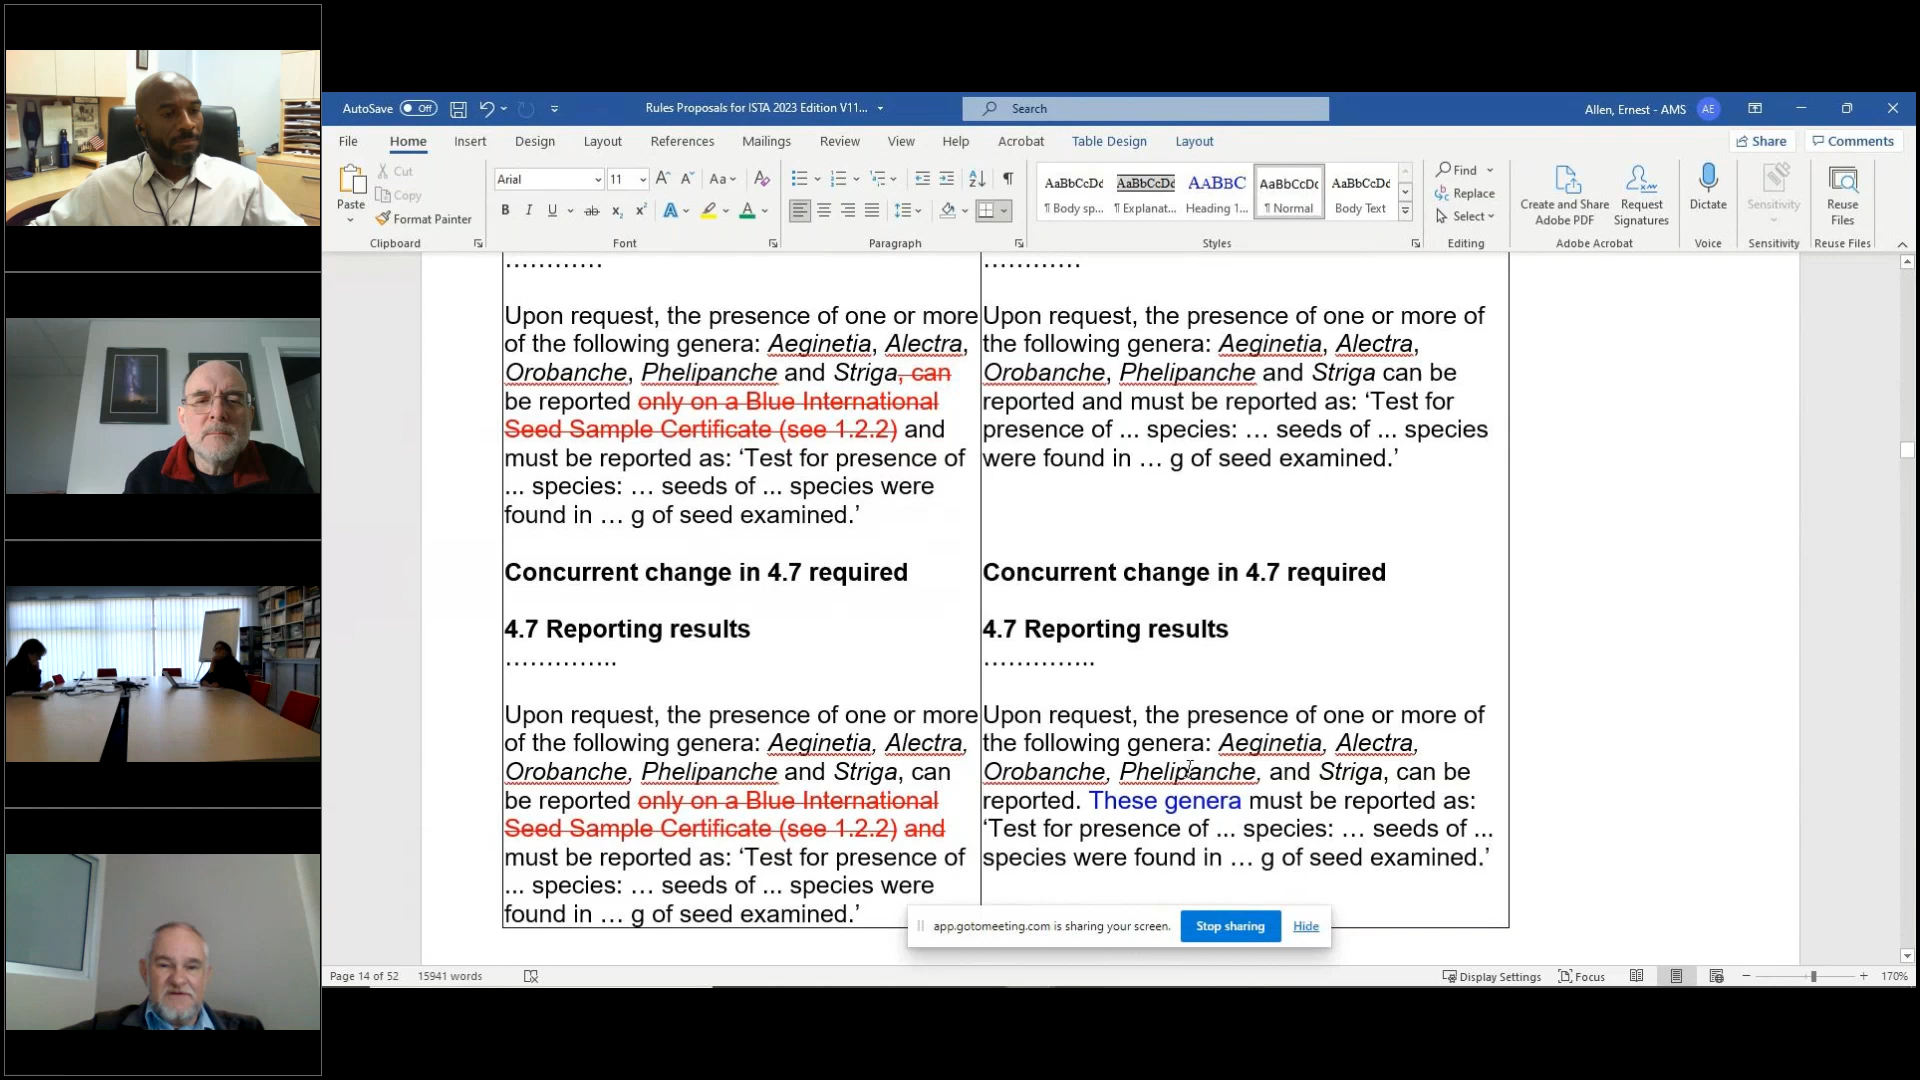 AutoSave Off
Rules Proposals for ISTA 2023 Edition V11...
Search
Allen, Ernest - AMS AE
File Home Insert Design Layout References Mailings Review View Help Acrobat Table Design Layout
Share Comments
Paste
Cut
Copy
Format Painter
Clipboard
Arial 11
Font
Paragraph
AaBbCcDc ¶ Body sp...
AaBbCcDc ¶ Explanat...
AABBC Heading 1...
AaBbCcDc ¶ Normal
AaBbCcDc Body Text
Styles
Find
Replace
Select
Editing
Create and Share Adobe PDF
Request Signatures
Adobe Acrobat
Dictate
Voice
Sensitivity
Sensitivity
Reuse Files
Reuse Files
…………
Upon request, the presence of one or more
of the following genera: Aeginetia, Alectra,
Orobanche, Phelipanche and Striga, can
be reported only on a Blue International
Seed Sample Certificate (see 1.2.2) and
must be reported as: ‘Test for presence of
... species: … seeds of ... species were
found in … g of seed examined.’
Concurrent change in 4.7 required
4.7 Reporting results
…………..
Upon request, the presence of one or more
of the following genera: Aeginetia, Alectra,
Orobanche, Phelipanche and Striga, can
be reported only on a Blue International
Seed Sample Certificate (see 1.2.2) and
must be reported as: ‘Test for presence of
... species: … seeds of ... species were
found in … g of seed examined.’
…………
Upon request, the presence of one or more of
the following genera: Aeginetia, Alectra,
Orobanche, Phelipanche and Striga can be
reported and must be reported as: ‘Test for
presence of ... species: … seeds of ... species
were found in … g of seed examined.’
Concurrent change in 4.7 required
4.7 Reporting results
…………..
Upon request, the presence of one or more of
the following genera: Aeginetia, Alectra,
Orobanche, Phelipanche, and Striga, can be
reported. These genera must be reported as:
‘Test for presence of ... species: … seeds of ...
species were found in … g of seed examined.’
app.gotomeeting.com is sharing your screen. Stop sharing Hide
Page 14 of 52 15941 words
Display Settings Focus 170%